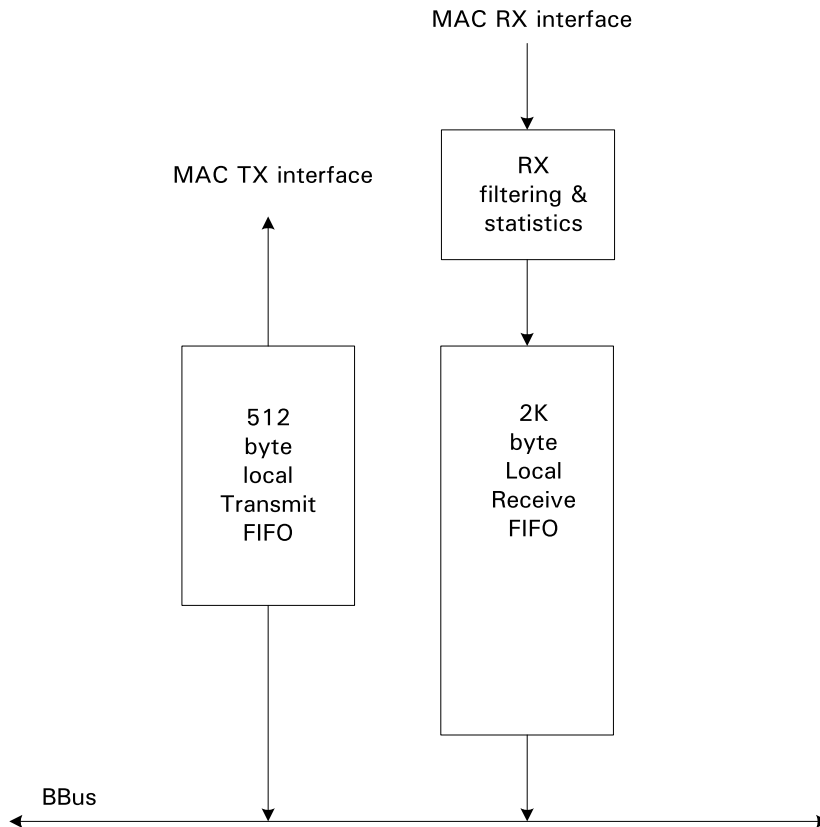 MAC RX interface
RX
filtering &
statistics
MAC TX interface
512
byte
local
Transmit
FIFO
2K
byte
Local
Receive
FIFO
BBus